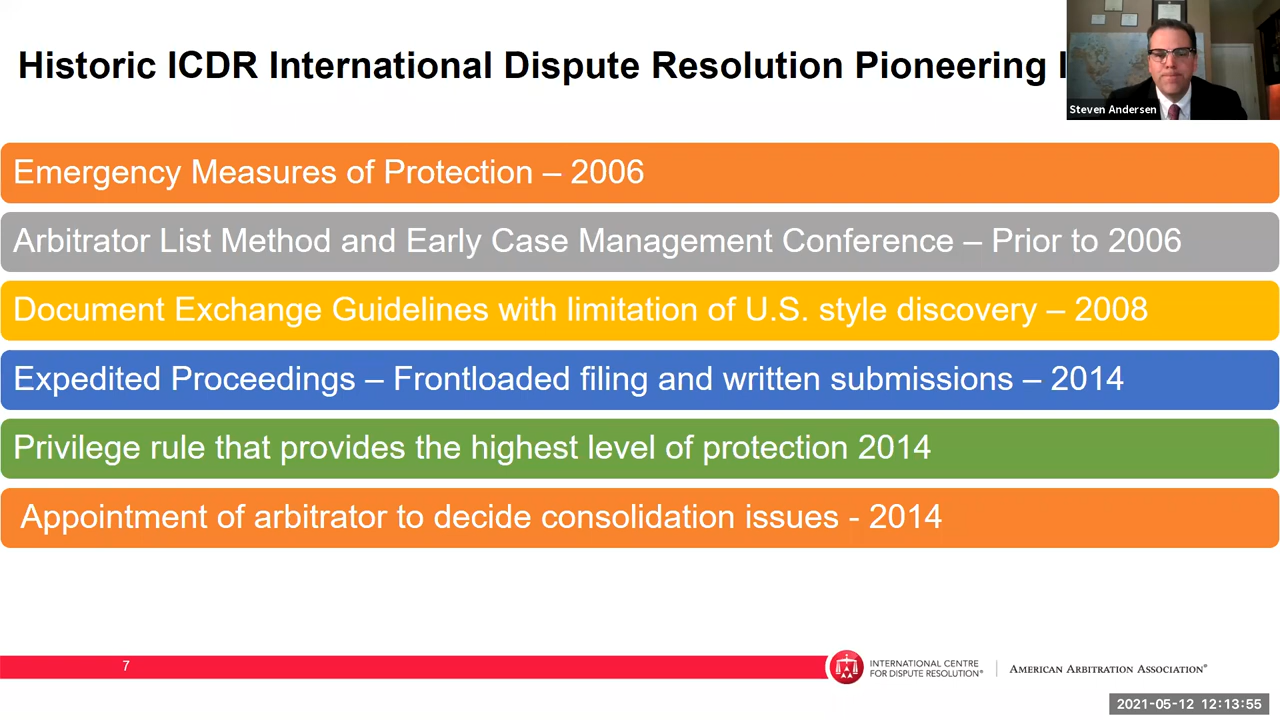 Historic ICDR International Dispute Resolution Pioneering
Steven Andersen
Emergency Measures of Protection – 2006
Arbitrator List Method and Early Case Management Conference – Prior to 2006
Document Exchange Guidelines with limitation of U.S. style discovery – 2008
Expedited Proceedings – Frontloaded filing and written submissions – 2014
Privilege rule that provides the highest level of protection 2014
Appointment of arbitrator to decide consolidation issues - 2014
7
INTERNATIONAL CENTRE
FOR DISPUTE RESOLUTION®
AMERICAN ARBITRATION ASSOCIATION®
2021-05-12 12:13:55